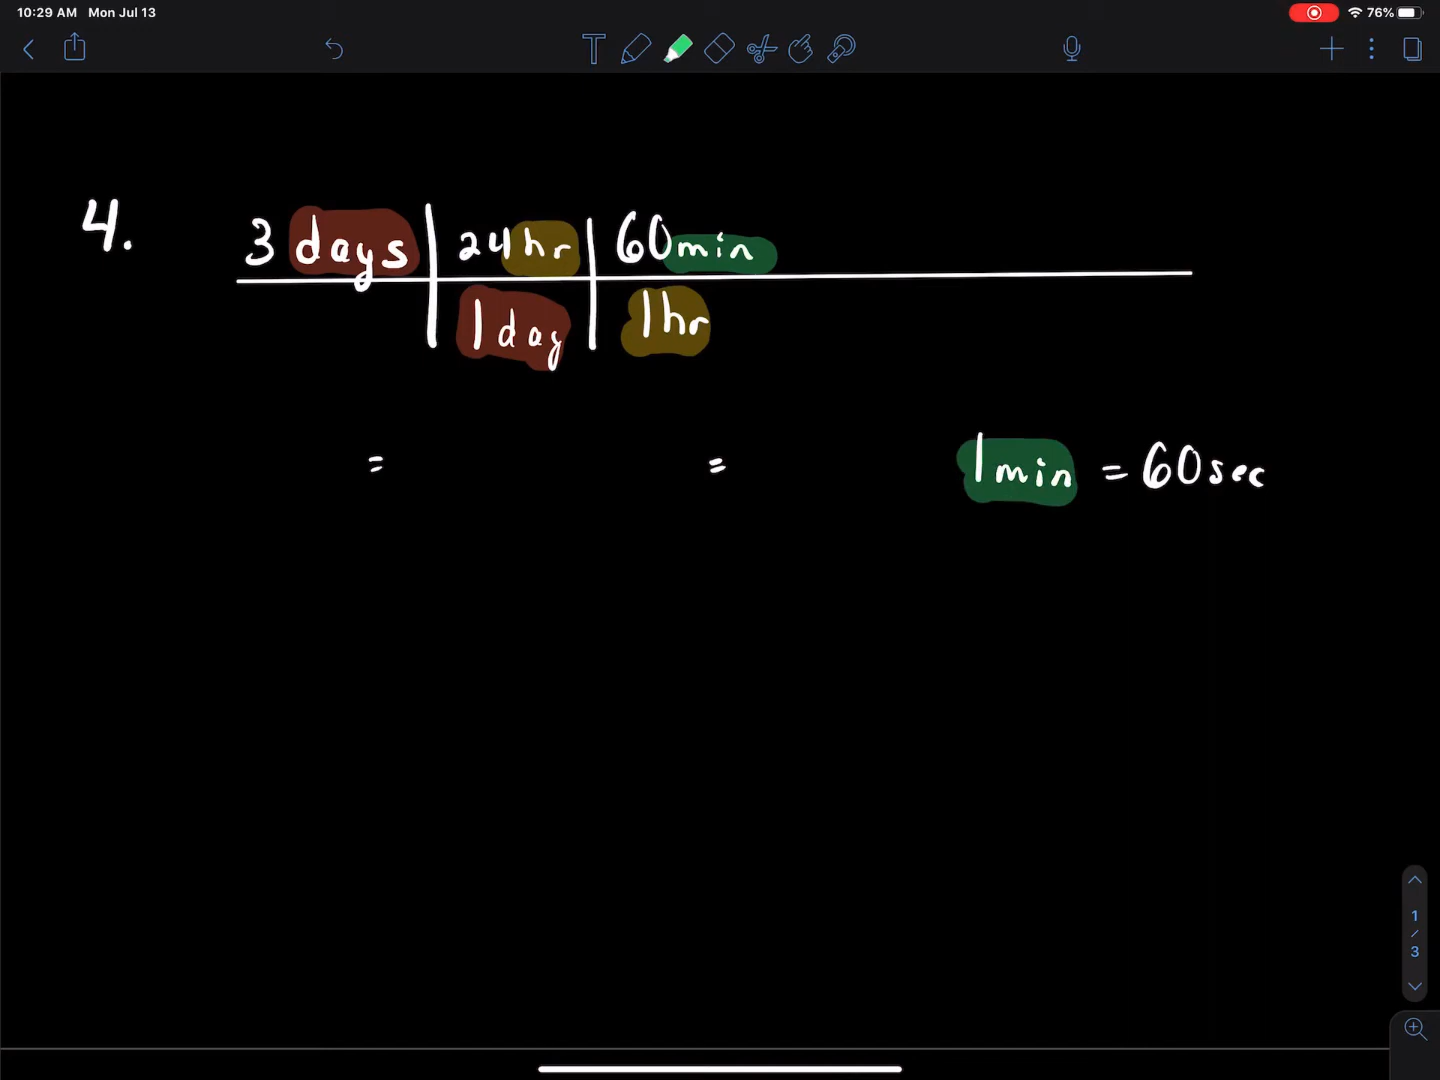 10:29 AM Mon Jul 13 76%
4. 3 days 24 hr 60 min
1 day 1 hr
= = 1 min = 60 sec
1
/
3